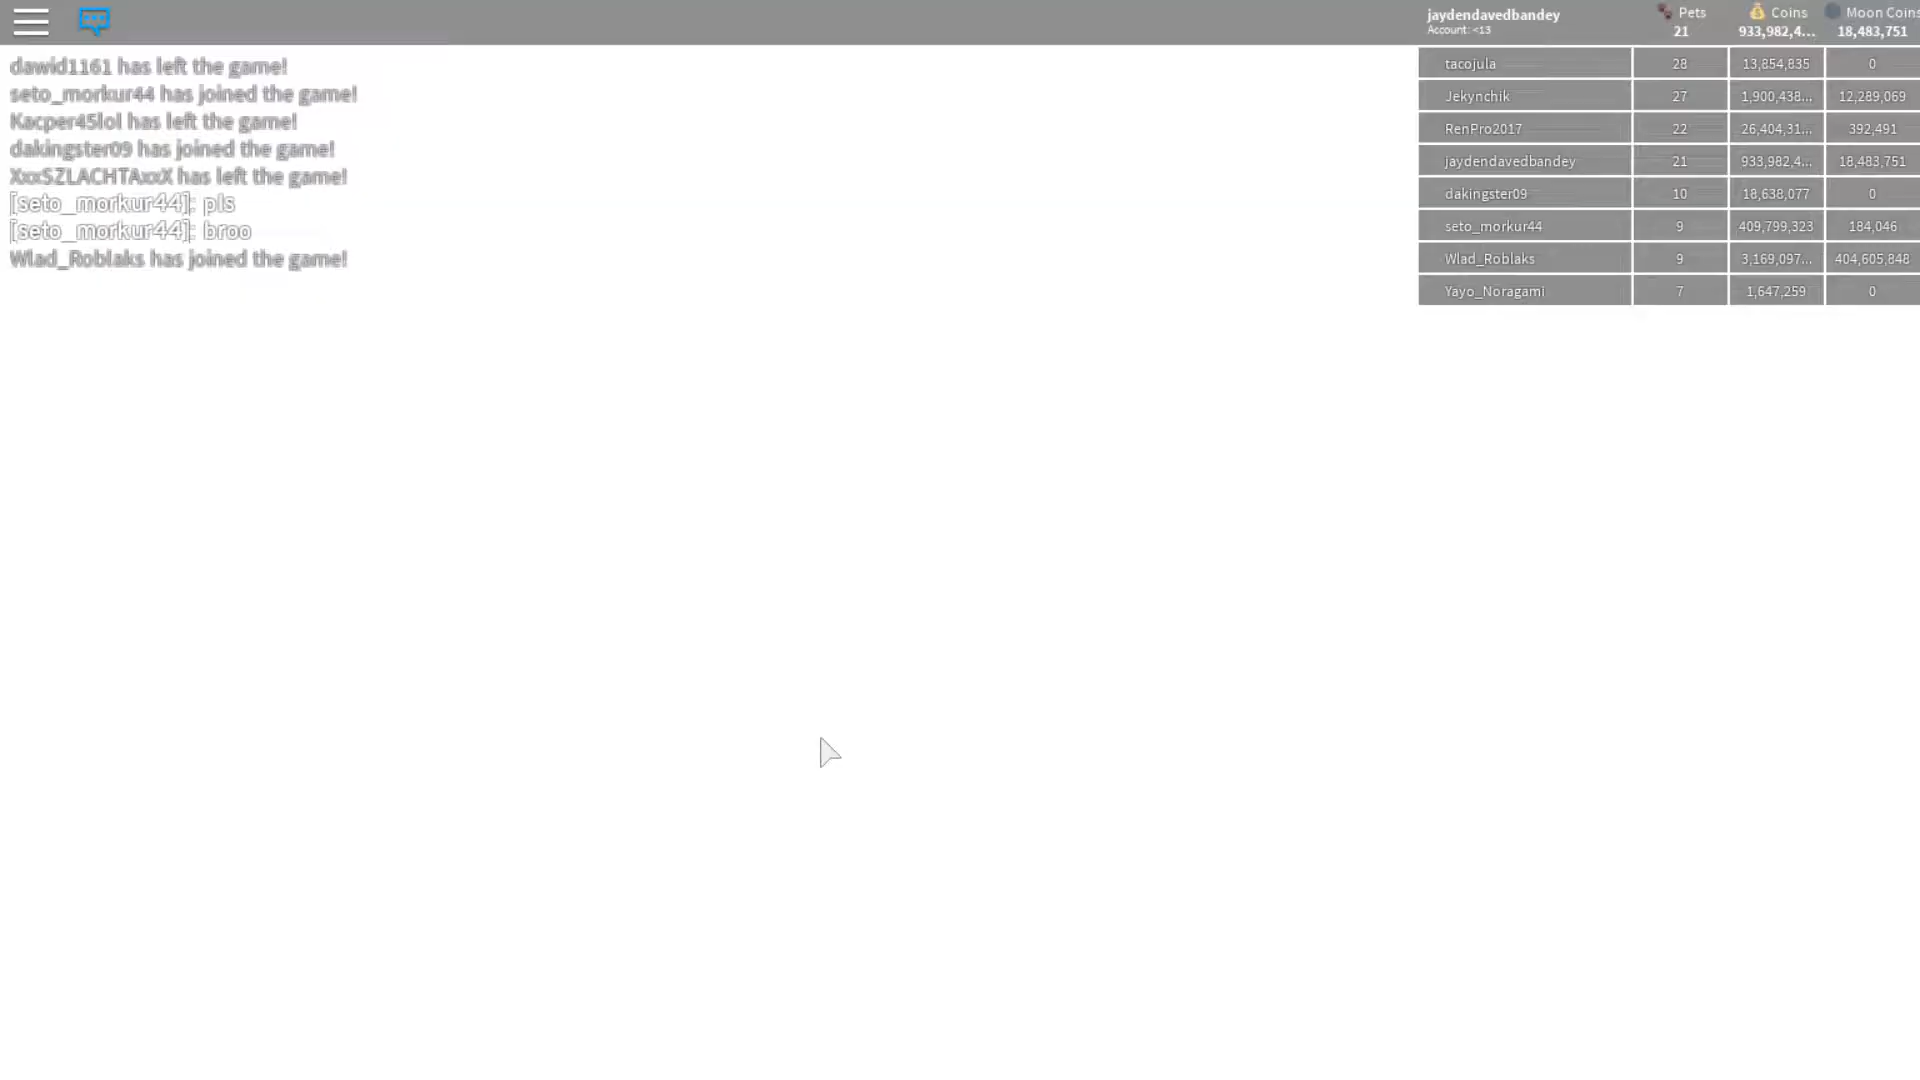 jaydendavedbandey Pets Coins Moon Coins
Account: <13 21 933,982,4... 18,483,751
dawid1161 has left the game!
seto_morkur44 has joined the game!
Kacper45lol has left the game!
dakingster09 has joined the game!
XxxSZLACHTAxxX has left the game!
[seto_morkur44]: pls
[seto_morkur44]: broo
Wlad_Roblaks has joined the game!
tacojula 28 13,854,835 0
Jekynchik 27 1,900,438... 12,289,069
RenPro2017 22 26,404,31... 392,491
jaydendavedbandey 21 933,982,4... 18,483,751
dakingster09 10 18,638,077 0
seto_morkur44 9 409,799,323 184,046
Wlad_Roblaks 9 3,169,097... 404,605,848
Yayo_Noragami 7 1,647,259 0